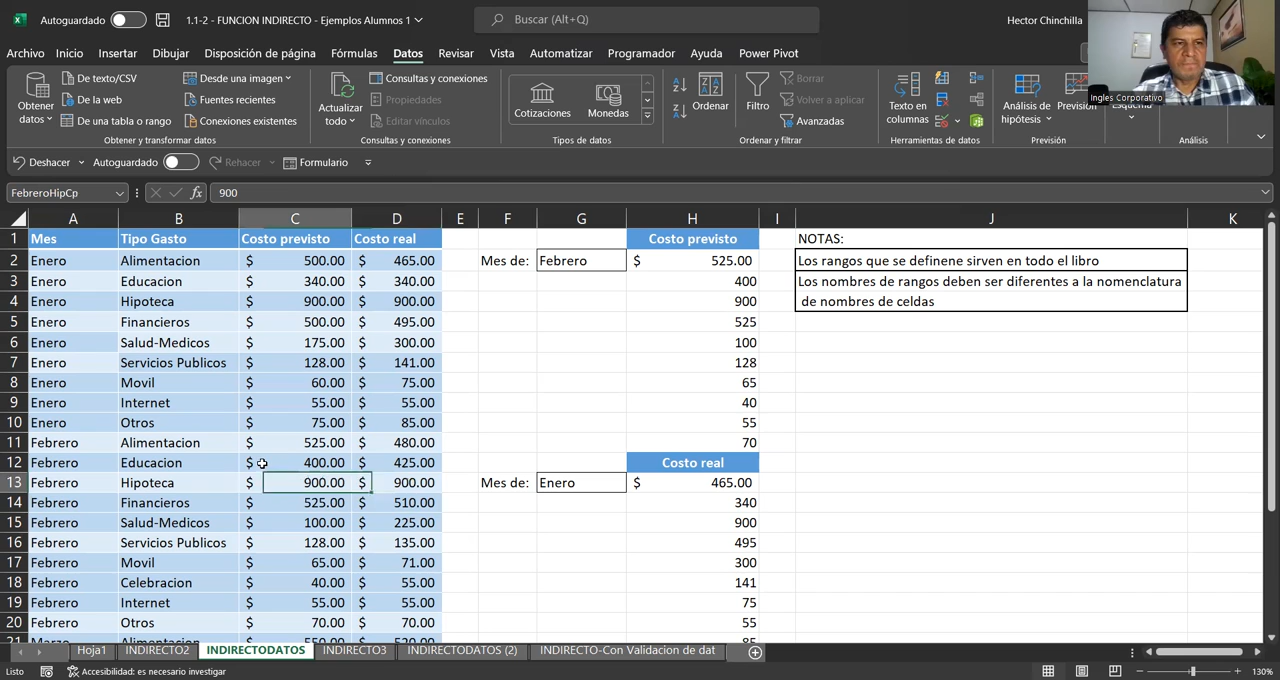 Autoguardado
1.1-2 - FUNCION INDIRECTO - Ejemplos Alumnos 1
Buscar (Alt+Q)
Hector Chinchilla
Archivo Inicio Insertar Dibujar Disposición de página Fórmulas Datos Revisar Vista Automatizar Programador Ayuda Power Pivot
Ingles Corporativo
Obtener datos
De texto/CSV
De la web
De una tabla o rango
Desde una imagen
Fuentes recientes
Conexiones existentes
Obtener y transformar datos
Actualizar todo
Consultas y conexiones
Propiedades
Editar vínculos
Consultas y conexiones
Cotizaciones
Monedas
Tipos de datos
Ordenar
Filtro
Borrar
Volver a aplicar
Avanzadas
Ordenar y filtrar
Texto en
columnas
Herramientas de datos
Análisis de
hipótesis
Previsión
Previsión
Análisis
Deshacer Autoguardado Rehacer Formulario
FebreroHipCp fx 900
A B C D E F G H I J K
1 Mes Tipo Gasto Costo previsto Costo real Costo previsto NOTAS:
2 Enero Alimentacion $ 500.00 $ 465.00 Mes de: Febrero $ 525.00 Los rangos que se definene sirven en todo el libro
3 Enero Educacion $ 340.00 $ 340.00 400 Los nombres de rangos deben ser diferentes a la nomenclatura
4 Enero Hipoteca $ 900.00 $ 900.00 900 de nombres de celdas
5 Enero Financieros $ 500.00 $ 495.00 525
6 Enero Salud-Medicos $ 175.00 $ 300.00 100
7 Enero Servicios Publicos $ 128.00 $ 141.00 128
8 Enero Movil $ 60.00 $ 75.00 65
9 Enero Internet $ 55.00 $ 55.00 40
10 Enero Otros $ 75.00 $ 85.00 55
11 Febrero Alimentacion $ 525.00 $ 480.00 70
12 Febrero Educacion $ 400.00 $ 425.00 Costo real
13 Febrero Hipoteca $ 900.00 $ 900.00 Mes de: Enero $ 465.00
14 Febrero Financieros $ 525.00 $ 510.00 340
15 Febrero Salud-Medicos $ 100.00 $ 225.00 900
16 Febrero Servicios Publicos $ 128.00 $ 135.00 495
17 Febrero Movil $ 65.00 $ 71.00 300
18 Febrero Celebracion $ 40.00 $ 55.00 141
19 Febrero Internet $ 55.00 $ 55.00 75
20 Febrero Otros $ 70.00 $ 70.00 55
21 Marzo Alimentacion $ 550.00 $ 520.00 85
Hoja1 INDIRECTO2 INDIRECTODATOS INDIRECTO3 INDIRECTODATOS (2) INDIRECTO-Con Validacion de dat
Listo Accesibilidad: es necesario investigar 130%